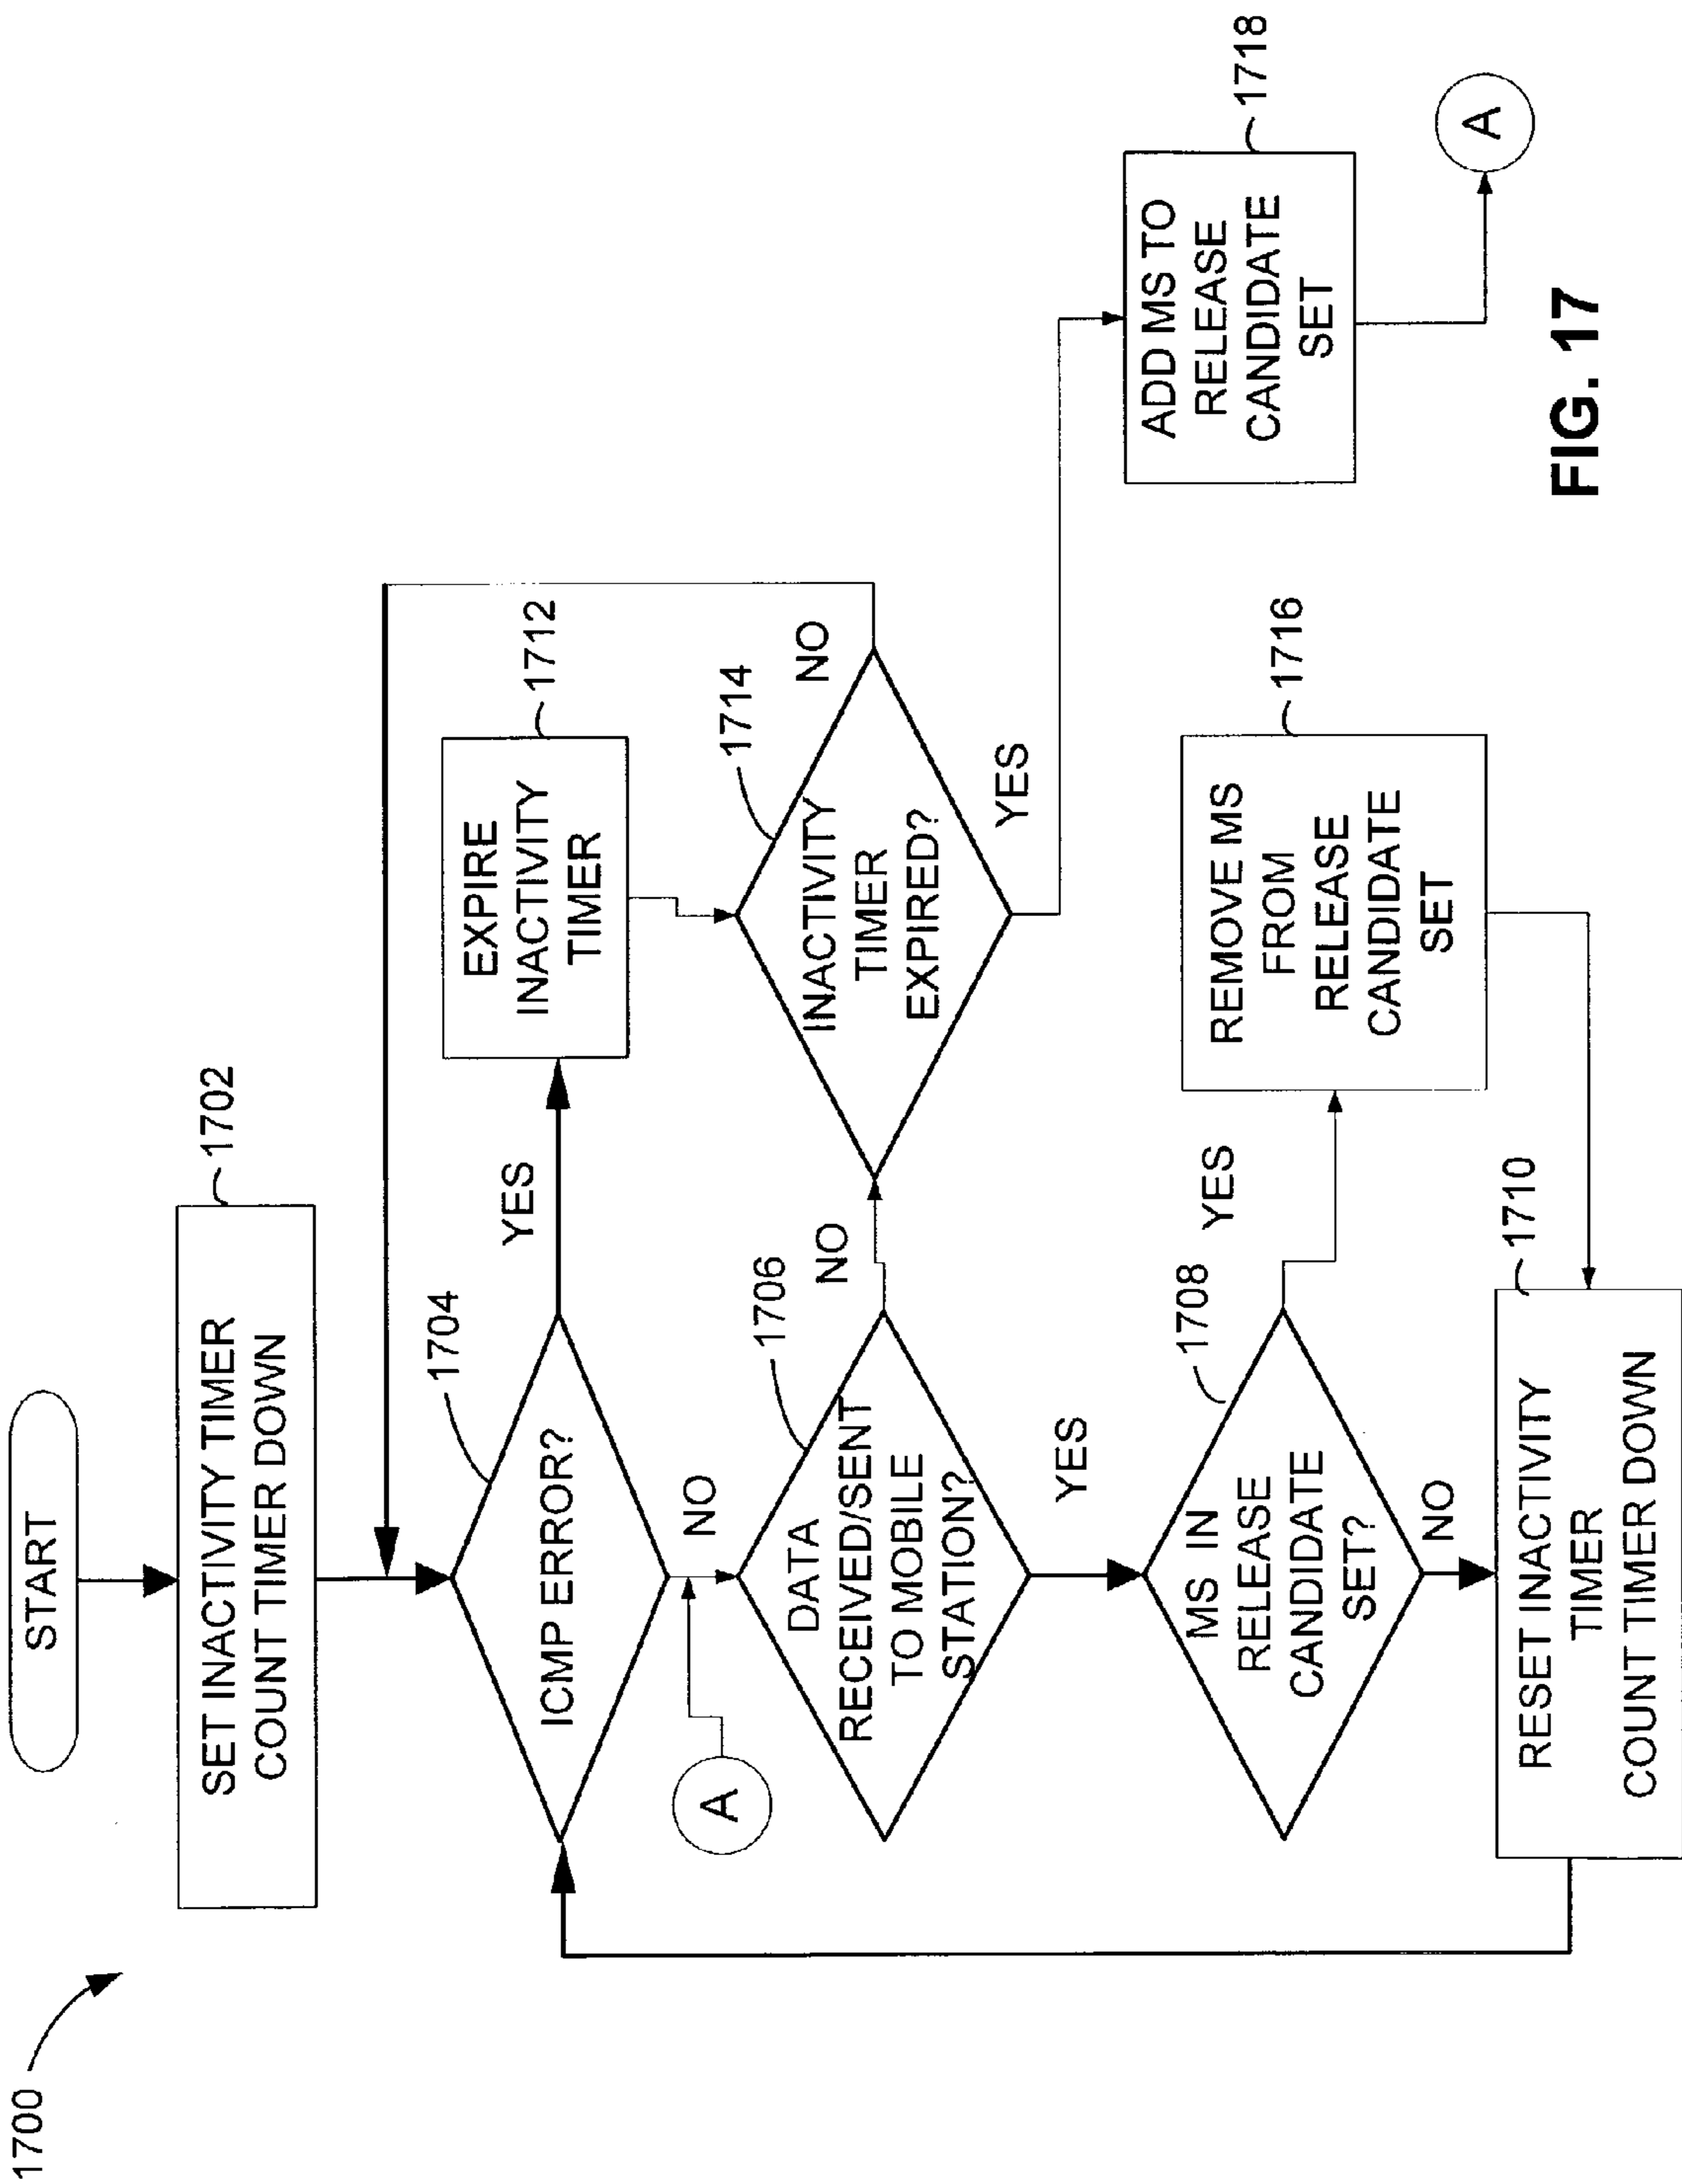 1700
START
SET INACTIVITY TIMER
COUNT TIMER DOWN
1702
ICMP ERROR?
1704
YES
NO
EXPIRE
INACTIVITY
TIMER
1712
A
DATA
RECEIVED/SENT
TO MOBILE
STATION?
1706
NO
YES
INACTIVITY
TIMER
EXPIRED?
1714
NO
YES
MS IN
RELEASE
CANDIDATE
SET?
1708
YES
NO
REMOVE MS
FROM
RELEASE
CANDIDATE
SET
1716
ADD MS TO
RELEASE
CANDIDATE
SET
1718
A
RESET INACTIVITY
TIMER
COUNT TIMER DOWN
1710
FIG. 17